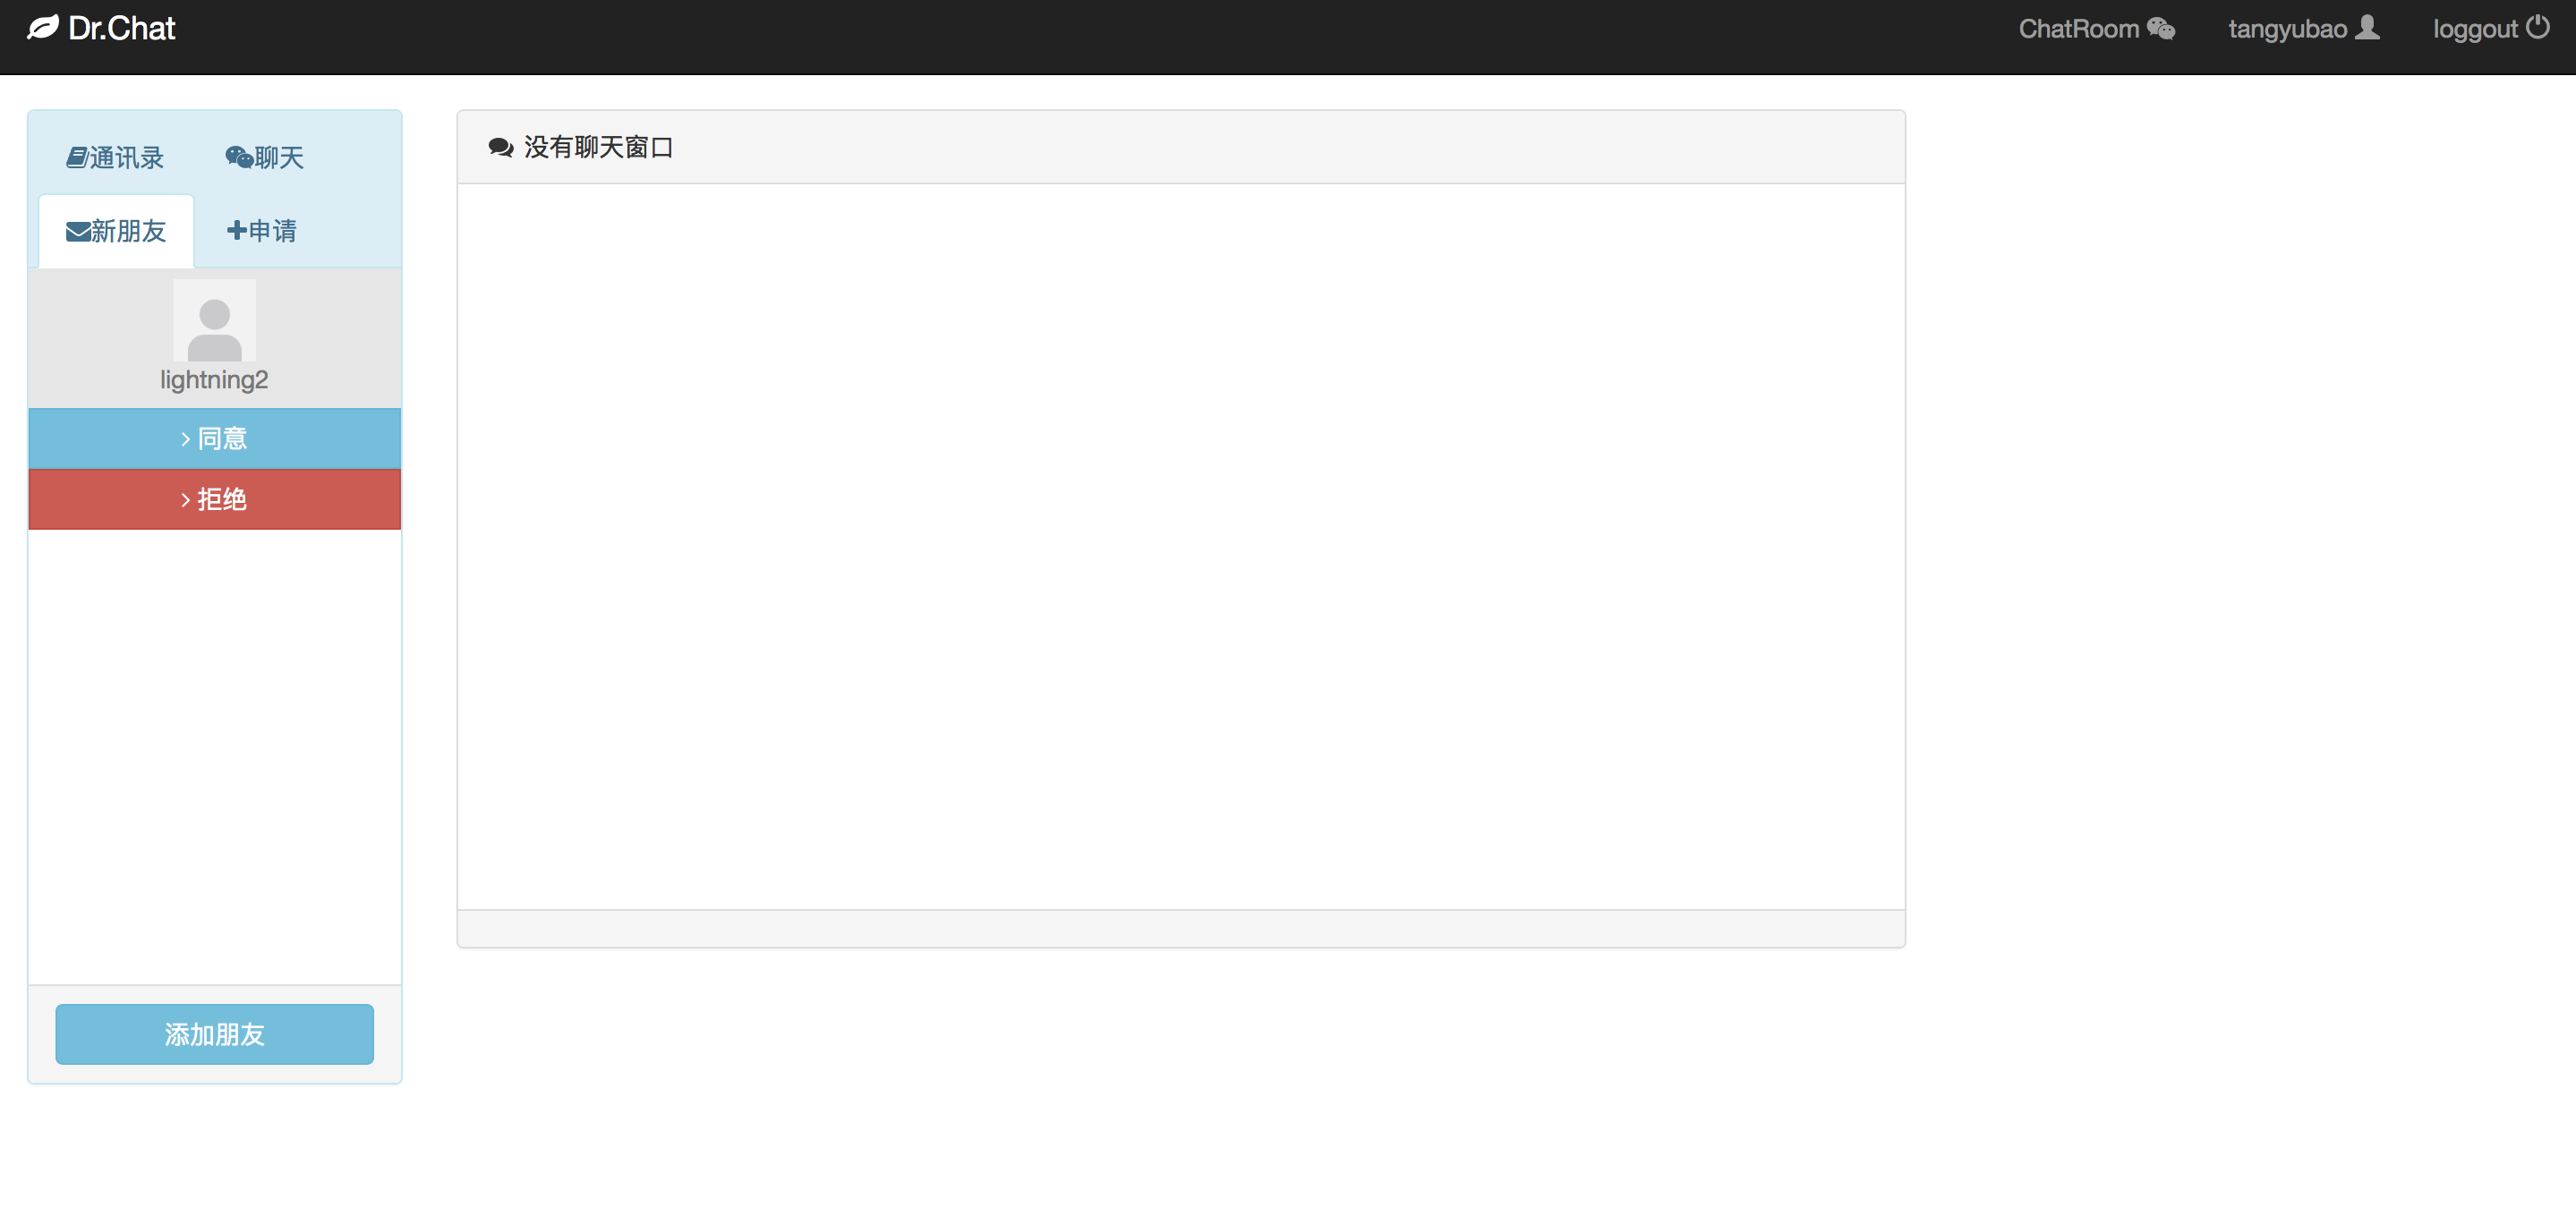 Dr.Chat
ChatRoom
tangyubao
loggout
通讯录
聊天
新朋友
申请
lightning2
同意
拒绝
添加朋友
没有聊天窗口